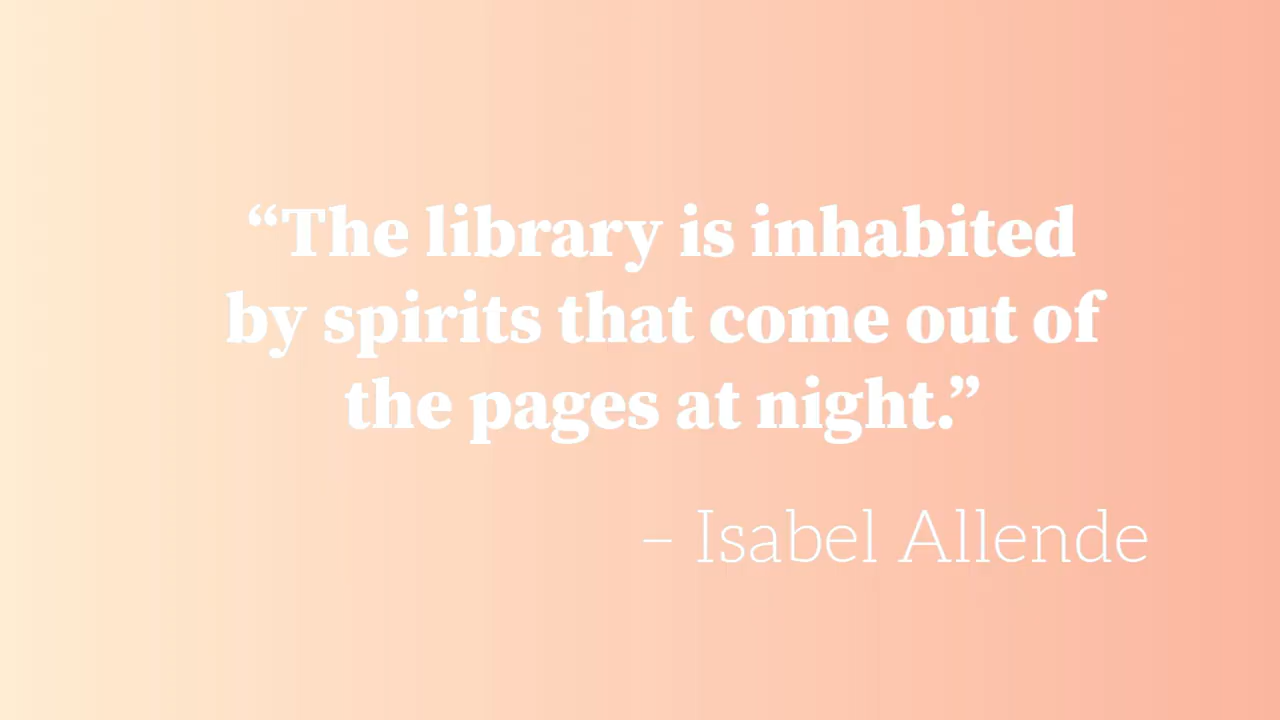 “The library is inhabited
by spirits that come out of
the pages at night.”
– Isabel Allende